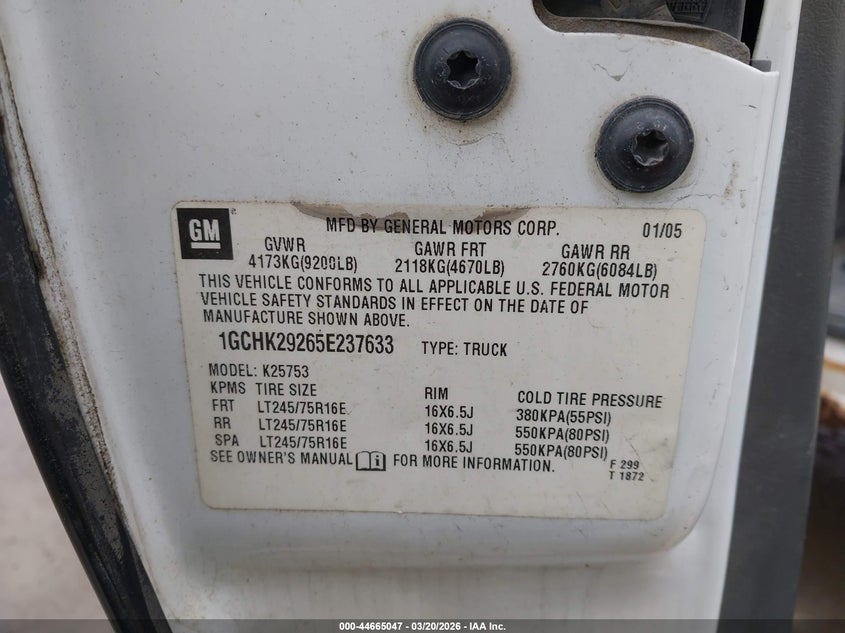 GM
MFD BY GENERAL MOTORS CORP. 01/05
GVWR GAWR FRT GAWR RR
4173KG(9200LB) 2118KG(4670LB) 2760KG(6084LB)
THIS VEHICLE CONFORMS TO ALL APPLICABLE U.S. FEDERAL MOTOR
VEHICLE SAFETY STANDARDS IN EFFECT ON THE DATE OF
MANUFACTURE SHOWN ABOVE.
1GCHK29265E237633 TYPE: TRUCK
MODEL: K25753
KPMS TIRE SIZE RIM COLD TIRE PRESSURE
FRT LT245/75R16E 16X6.5J 380KPA(55PSI)
RR LT245/75R16E 16X6.5J 550KPA(80PSI)
SPA LT245/75R16E 16X6.5J 550KPA(80PSI)
SEE OWNER'S MANUAL FOR MORE INFORMATION.
F 299
T 1872
000-44665047 — 03/20/2026 — IAA Inc.